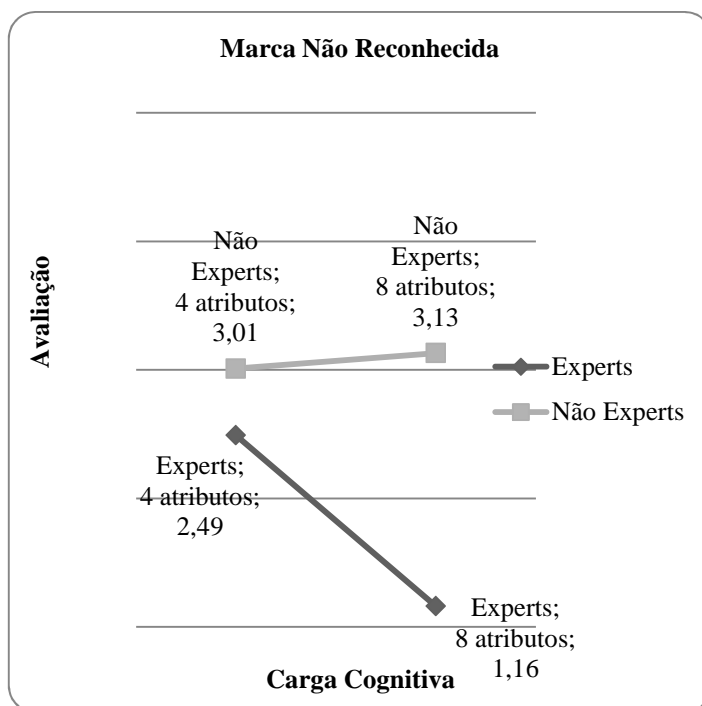 Marca Não Reconhecida
Avaliação
Não
Experts;
4 atributos;
3,01
Não
Experts;
8 atributos;
3,13
Experts
Não Experts
Experts;
4 atributos;
2,49
Experts;
8 atributos;
1,16
Carga Cognitiva